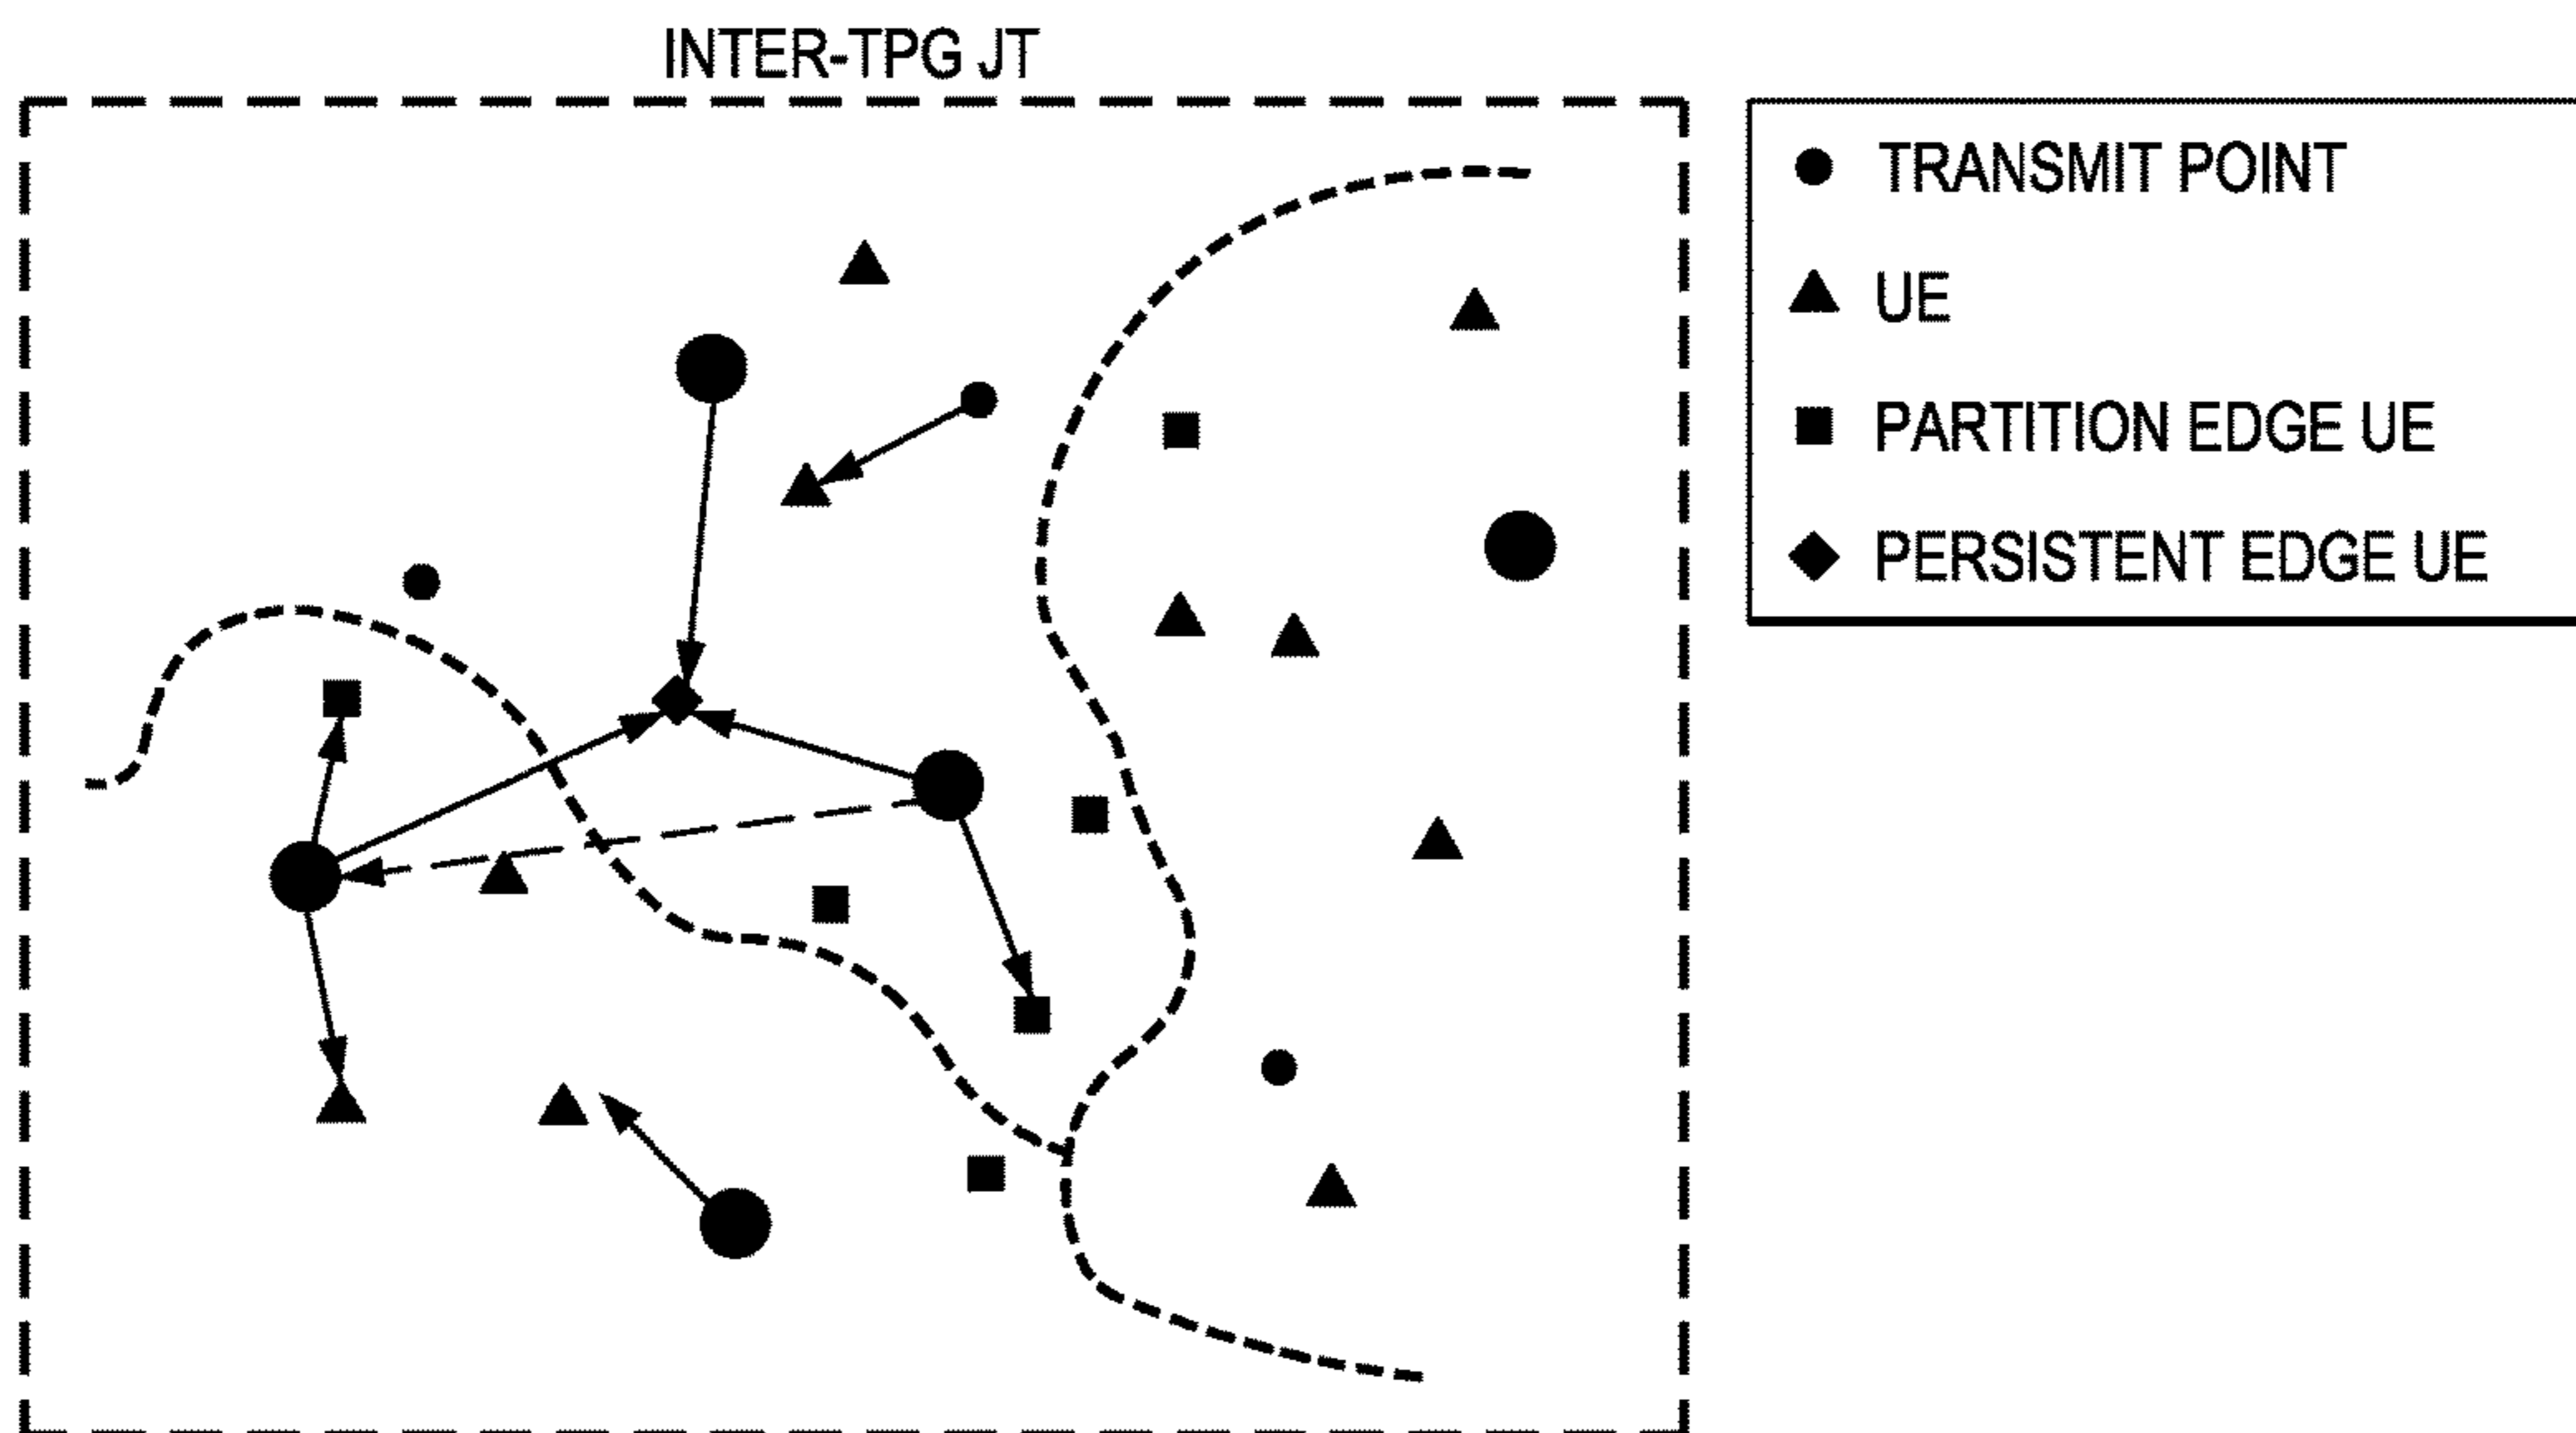 INTER-TPG JT
TRANSMIT POINT
UE
PARTITION EDGE UE
PERSISTENT EDGE UE